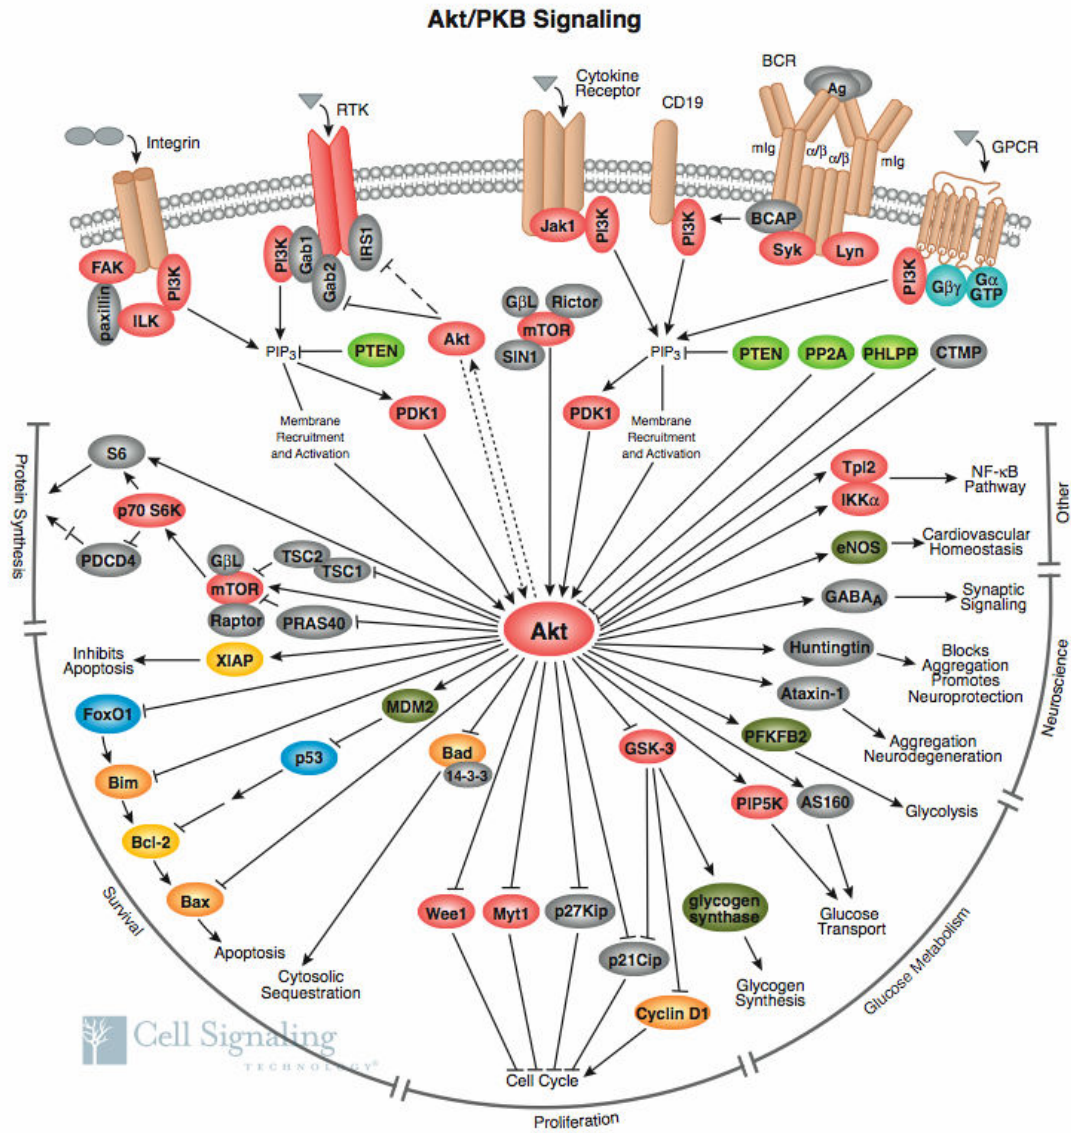 Akt/PKB Signaling
Integrin
RTK
Cytokine
Receptor
CD19
BCR
Ag
mIg
α/β
α/β
mIg
GPCR
FAK
PI3K
paxillin
ILK
PI3K
Gab1
Gab2
IRS1
Jak1
PI3K
PI3K
BCAP
Syk
Lyn
PI3K
Gβγ
Gα
GTP
PIP3
PTEN
Akt
GβL
Rictor
mTOR
SIN1
PIP3
PTEN
PP2A
PHLPP
CTMP
PDK1
PDK1
Membrane
Recruitment
and Activation
Membrane
Recruitment
and Activation
Protein Synthesis
S6
p70 S6K
PDCD4
GβL
TSC2
TSC1
mTOR
Raptor
PRAS40
Tpl2
IKKα
NF-κB
Pathway
eNOS
Cardiovascular
Homeostasis
Other
GABAA
Synaptic
Signaling
Akt
Inhibits
Apoptosis
XIAP
Huntingtin
Blocks
Aggregation
Promotes
Neuroprotection
Neuroscience
Ataxin-1
Aggregation
Neurodegeneration
FoxO1
MDM2
Bad
14-3-3
GSK-3
PFKFB2
p53
Bim
PIP5K
AS160
Glycolysis
Bcl-2
Bax
Survival
Wee1
Myt1
p27Kip
glycogen
synthase
Glucose
Transport
Glucose Metabolism
Apoptosis
p21Cip
Cytosolic
Sequestration
Glycogen
Synthesis
Cyclin D1
Cell Signaling
TECHNOLOGY®
Cell Cycle
Proliferation